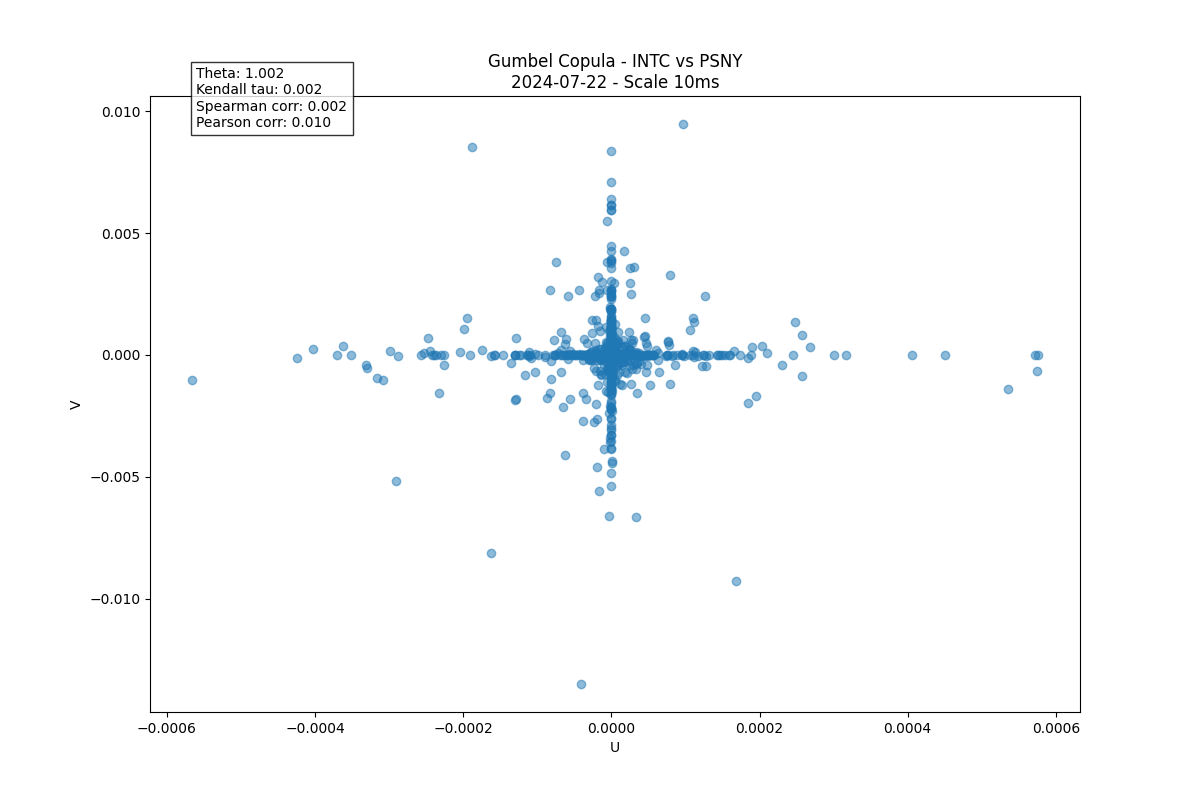 Gumbel Copula - INTC vs PSNY
2024-07-22 - Scale 10ms
Theta: 1.002
Kendall tau: 0.002
Spearman corr: 0.002
Pearson corr: 0.010
0.010
0.005
0.000
−0.005
−0.010
V
−0.0006
−0.0004
−0.0002
0.0000
0.0002
0.0004
0.0006
U